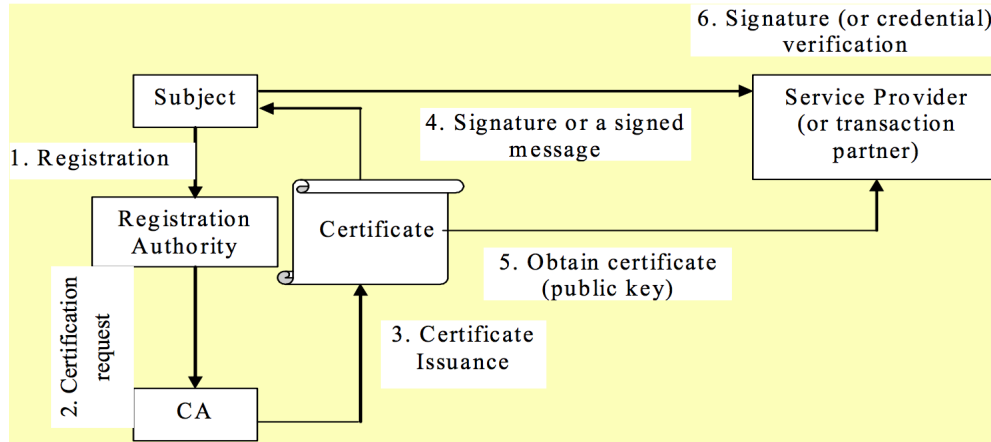 6. Signature (or credential)
verification
Subject
Service Provider
(or transaction
partner)
4. Signature or a signed
message
1. Registration
Registration
Authority
Certificate
5. Obtain certificate
(public key)
2. Certification
request
3. Certificate
Issuance
CA